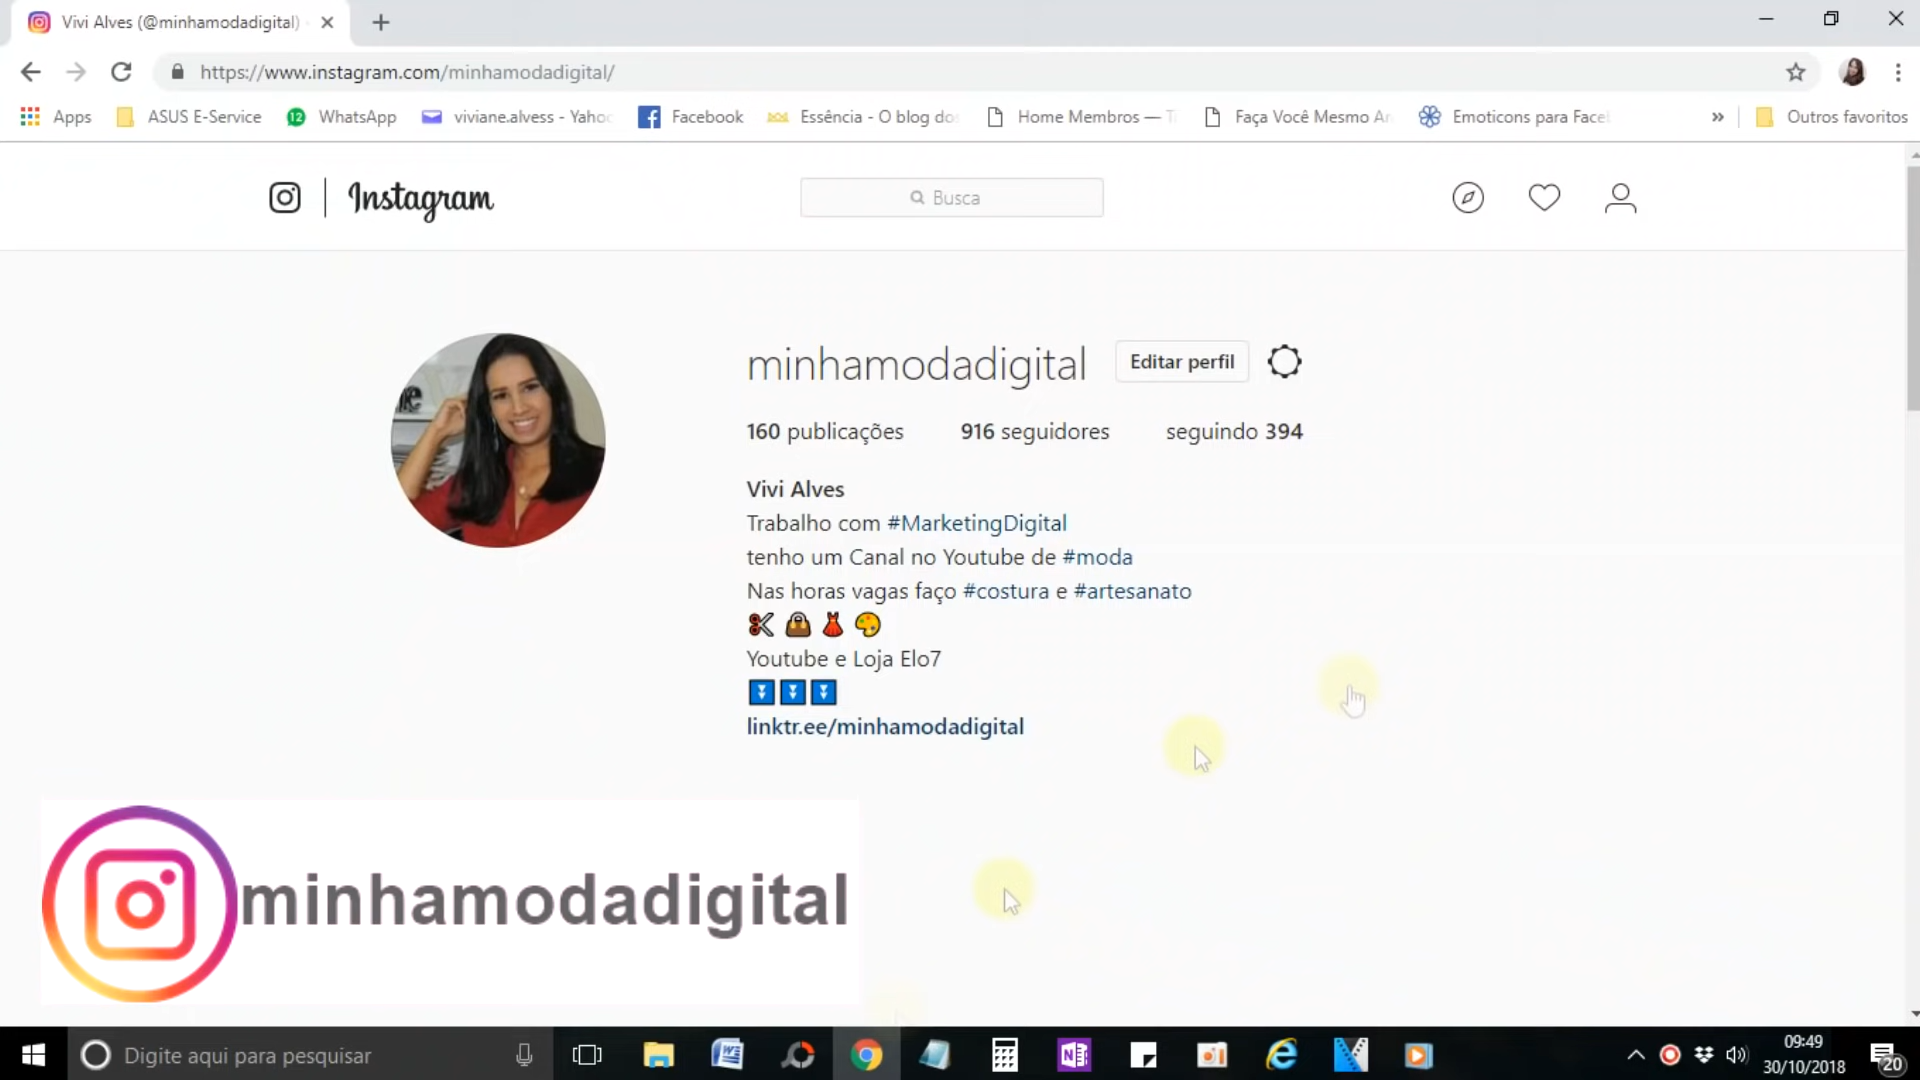 Vivi Alves (@minhamodadigital)
https://www.instagram.com/minhamodadigital/
Apps
ASUS E-Service
12
WhatsApp
viviane.alvess - Yaho
Facebook
Essência - O blog do
Home Membros —
Faça Você Mesmo
Emoticons para Face
»
Outros favoritos
Instagram
Busca
minhamodadigital
Editar perfil
160 publicações
916 seguidores
seguindo 394
Vivi Alves
Trabalho com #MarketingDigital
tenho um Canal no Youtube de #moda
Nas horas vagas faço #costura e #artesanato
Youtube e Loja Elo7
linktr.ee/minhamodadigital
minhamodadigital
Digite aqui para pesquisar
09:49
30/10/2018
20